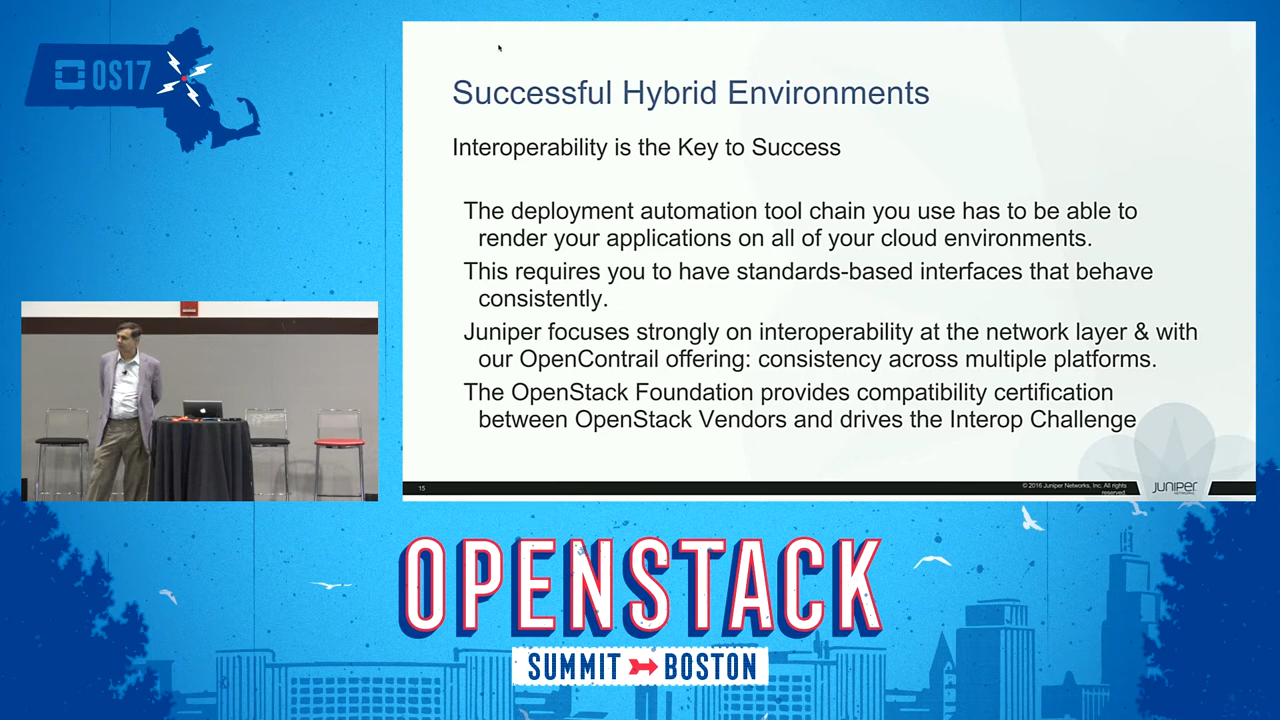 OS17
Successful Hybrid Environments
Interoperability is the Key to Success
The deployment automation tool chain you use has to be able to
render your applications on all of your cloud environments.
This requires you to have standards-based interfaces that behave
consistently.
Juniper focuses strongly on interoperability at the network layer & with
our OpenContrail offering: consistency across multiple platforms.
The OpenStack Foundation provides compatibility certification
between OpenStack Vendors and drives the Interop Challenge
15
© 2016 Juniper Networks, Inc. All rights
reserved.
JUNIPER
NETWORKS
OPENSTACK
SUMMIT BOSTON